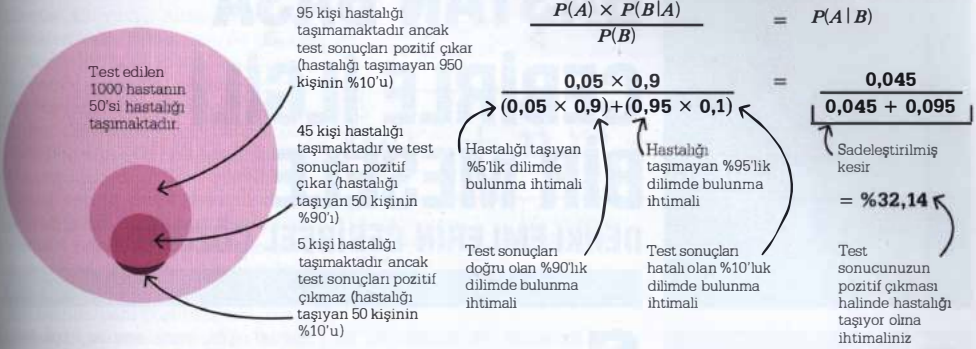 Test edilen
1000 hastanın
50'si hastalığı
taşımaktadır.
95 kişi hastalığı
taşımamaktadır ancak
test sonuçları pozitif çıkar
(hastalığı taşımayan 950
kişinin %10'u)
45 kişi hastalığı
taşımaktadır ve test
sonuçları pozitif
çıkar (hastalığı
taşıyan 50 kişinin
%90'ı)
5 kişi hastalığı
taşımaktadır ancak
test sonuçları pozitif
çıkmaz (hastalığı
taşıyan 50 kişinin
%10'u)
P(A) × P(B|A)
P(B)
= P(A|B)
0,05 × 0,9
(0,05 × 0,9)+(0,95 × 0,1)
=
0,045
0,045 + 0,095
Hastalığı taşıyan
%5'lik dilimde
bulunma ihtimali
Hastalığı
taşımayan %95'lik
dilimde bulunma
ihtimali
Sadeleştirilmiş
kesir
= %32,14
Test sonuçları
doğru olan %90'lık
dilimde bulunma
ihtimali
Test sonuçları
hatalı olan %10'luk
dilimde bulunma
ihtimali
Test
sonucunuzun
pozitif çıkması
halinde hastalığı
taşıyor olma
ihtimaliniz